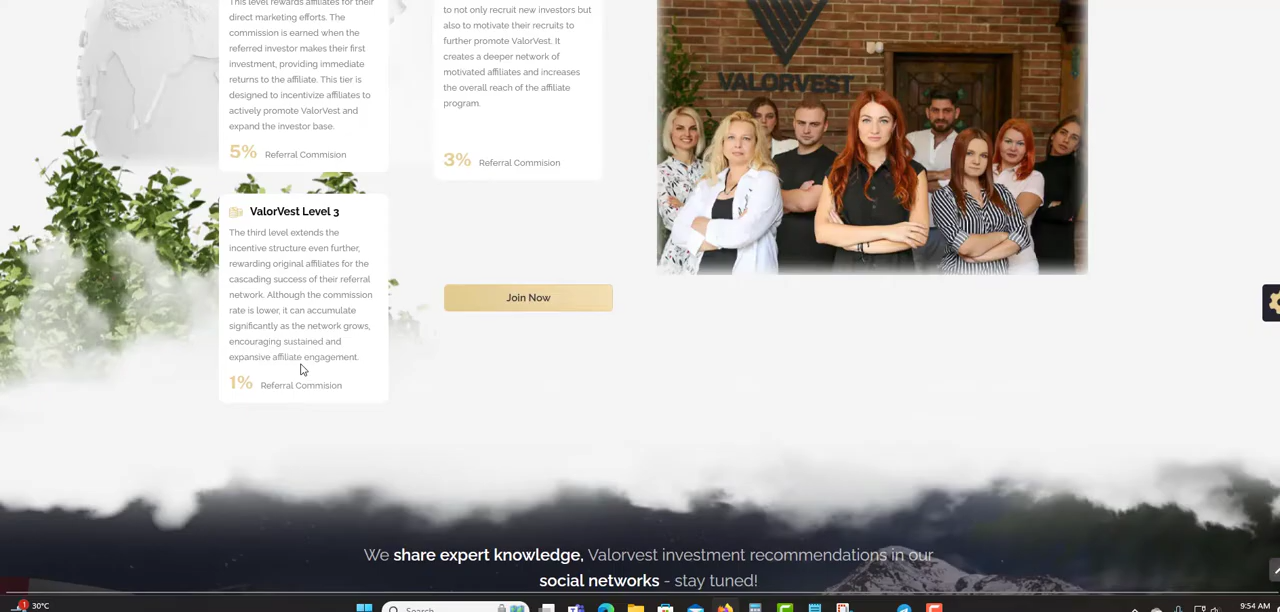 This level rewards affiliates for their
direct marketing efforts. The
commission is earned when the
referred investor makes their first
investment, providing immediate
returns to the affiliate. This tier is
designed to incentivize affiliates to
actively promote ValorVest and
expand the investor base.
5% Referral Commision
to not only recruit new investors but
also to motivate their recruits to
further promote ValorVest. It
creates a deeper network of
motivated affiliates and increases
the overall reach of the affiliate
program.
3% Referral Commision
VALORVEST
ValorVest Level 3
The third level extends the
incentive structure even further,
rewarding original affiliates for the
cascading success of their referral
network. Although the commission
rate is lower, it can accumulate
significantly as the network grows,
encouraging sustained and
expansive affiliate engagement.
1% Referral Commision
Join Now
We share expert knowledge, Valorvest investment recommendations in our
social networks - stay tuned!
1
30°C
Search
9:54 AM